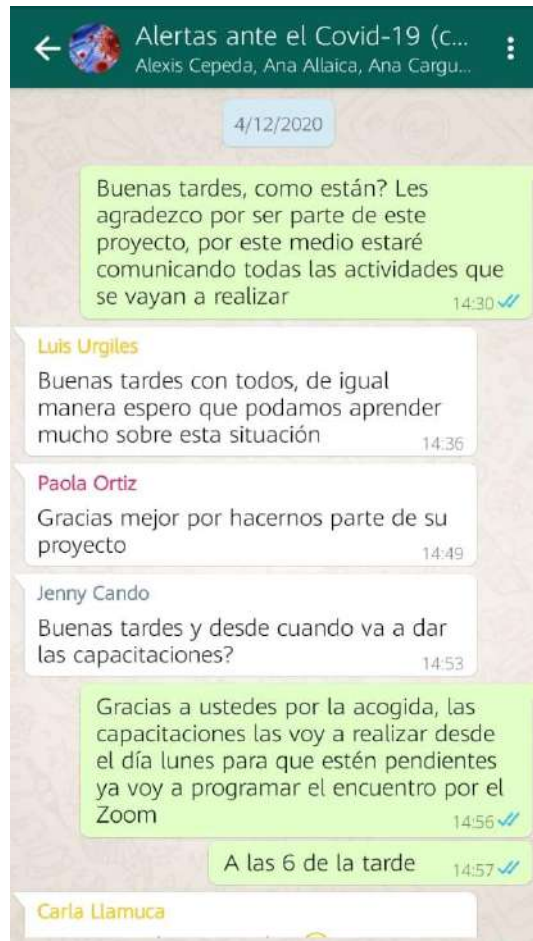 Alertas ante el Covid-19 (c...
Alexis Cepeda, Ana Allaica, Ana Cargu...
4/12/2020
Buenas tardes, como están? Les
agradezco por ser parte de este
proyecto, por este medio estaré
comunicando todas las actividades que
se vayan a realizar
14:30
Luis Urgiles
Buenas tardes con todos, de igual
manera espero que podamos aprender
mucho sobre esta situación
14:36
Paola Ortiz
Gracias mejor por hacernos parte de su
proyecto
14:49
Jenny Cando
Buenas tardes y desde cuando va a dar
las capacitaciones?
14:53
Gracias a ustedes por la acogida, las
capacitaciones las voy a realizar desde
el día lunes para que estén pendientes
ya voy a programar el encuentro por el
Zoom
14:56
A las 6 de la tarde
14:57
Carla Llamuca